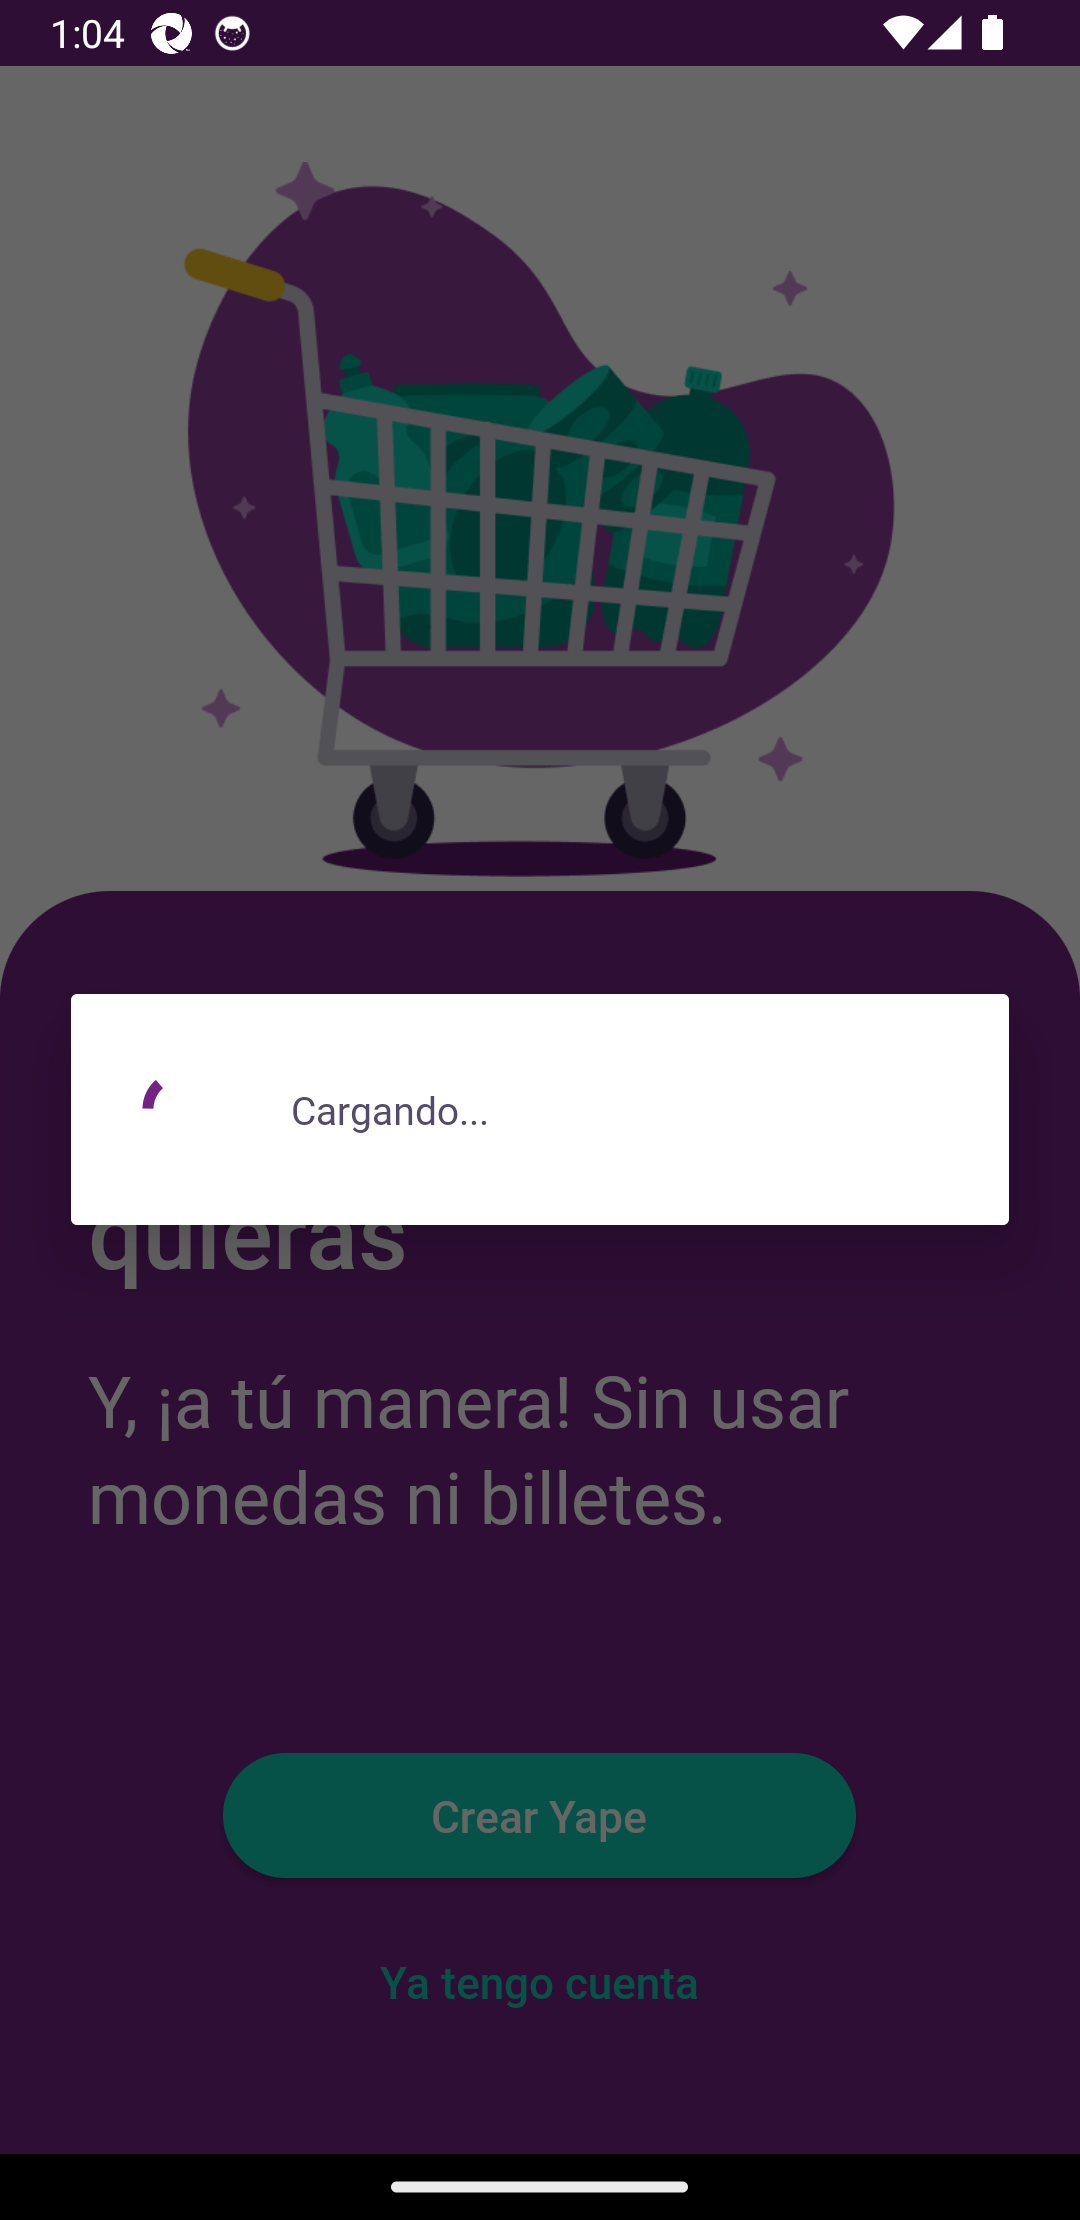 1:04
Cargando...
quieras
Y, ¡a tú manera! Sin usar
monedas ni billetes.
Crear Yape
Ya tengo cuenta